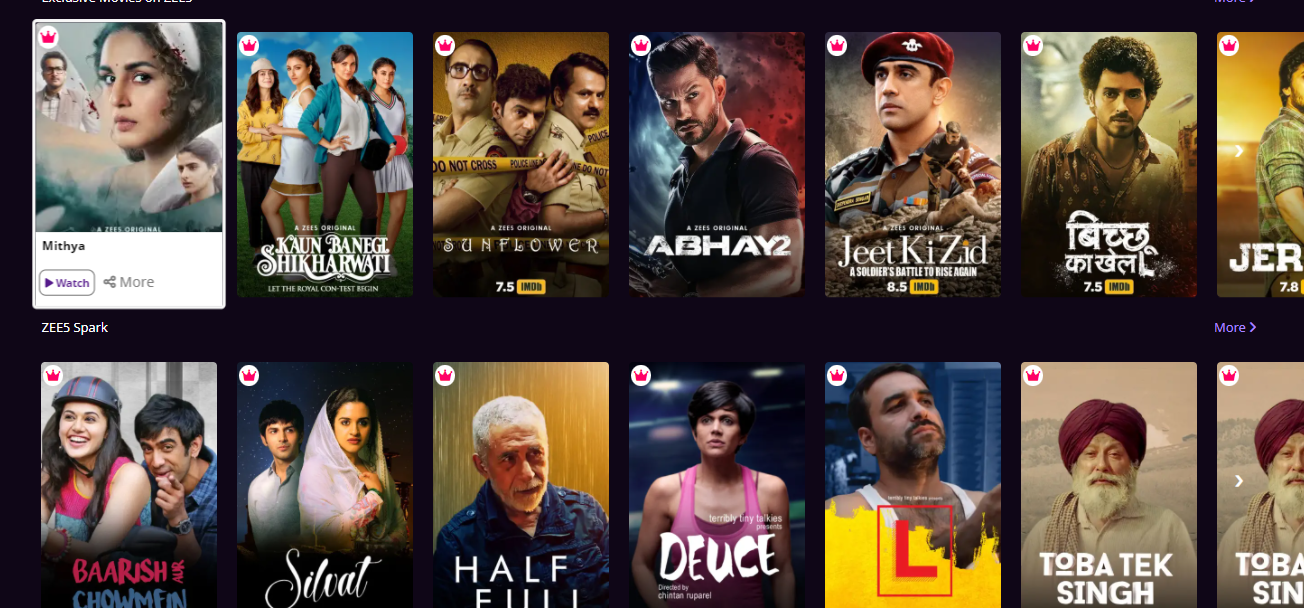 Exclusive Movies on ZEE5
More >
A ZEE5 ORIGINAL
Mithya
Watch
More
A ZEE5 ORIGINAL
KAUN BANEGI
SHIKHARWATI
LET THE ROYAL CON-TEST BEGIN
POLICE
DO NOT CROSS
POLICE LINE
DO NOT
A ZEE5 ORIGINAL
SUNFLOWER
7.5 IMDb
A ZEE5 ORIGINAL
ABHAY2
A ZEE5 ORIGINAL
Jeet Ki Zid
A SOLDIER'S BATTLE TO RISE AGAIN
8.5 IMDb
बिच्छू
का खेल
7.5 IMDb
JER
7.8
ZEE5 Spark
More >
BAARISH AUR
CHOWMEIN
Silvat
HALF
FULL
terribly tiny talkies
presents
DEUCE
Directed by
chintan ruparel
terribly tiny talkies presents
L
TOBA TEK
SINGH
TOBA
SIN